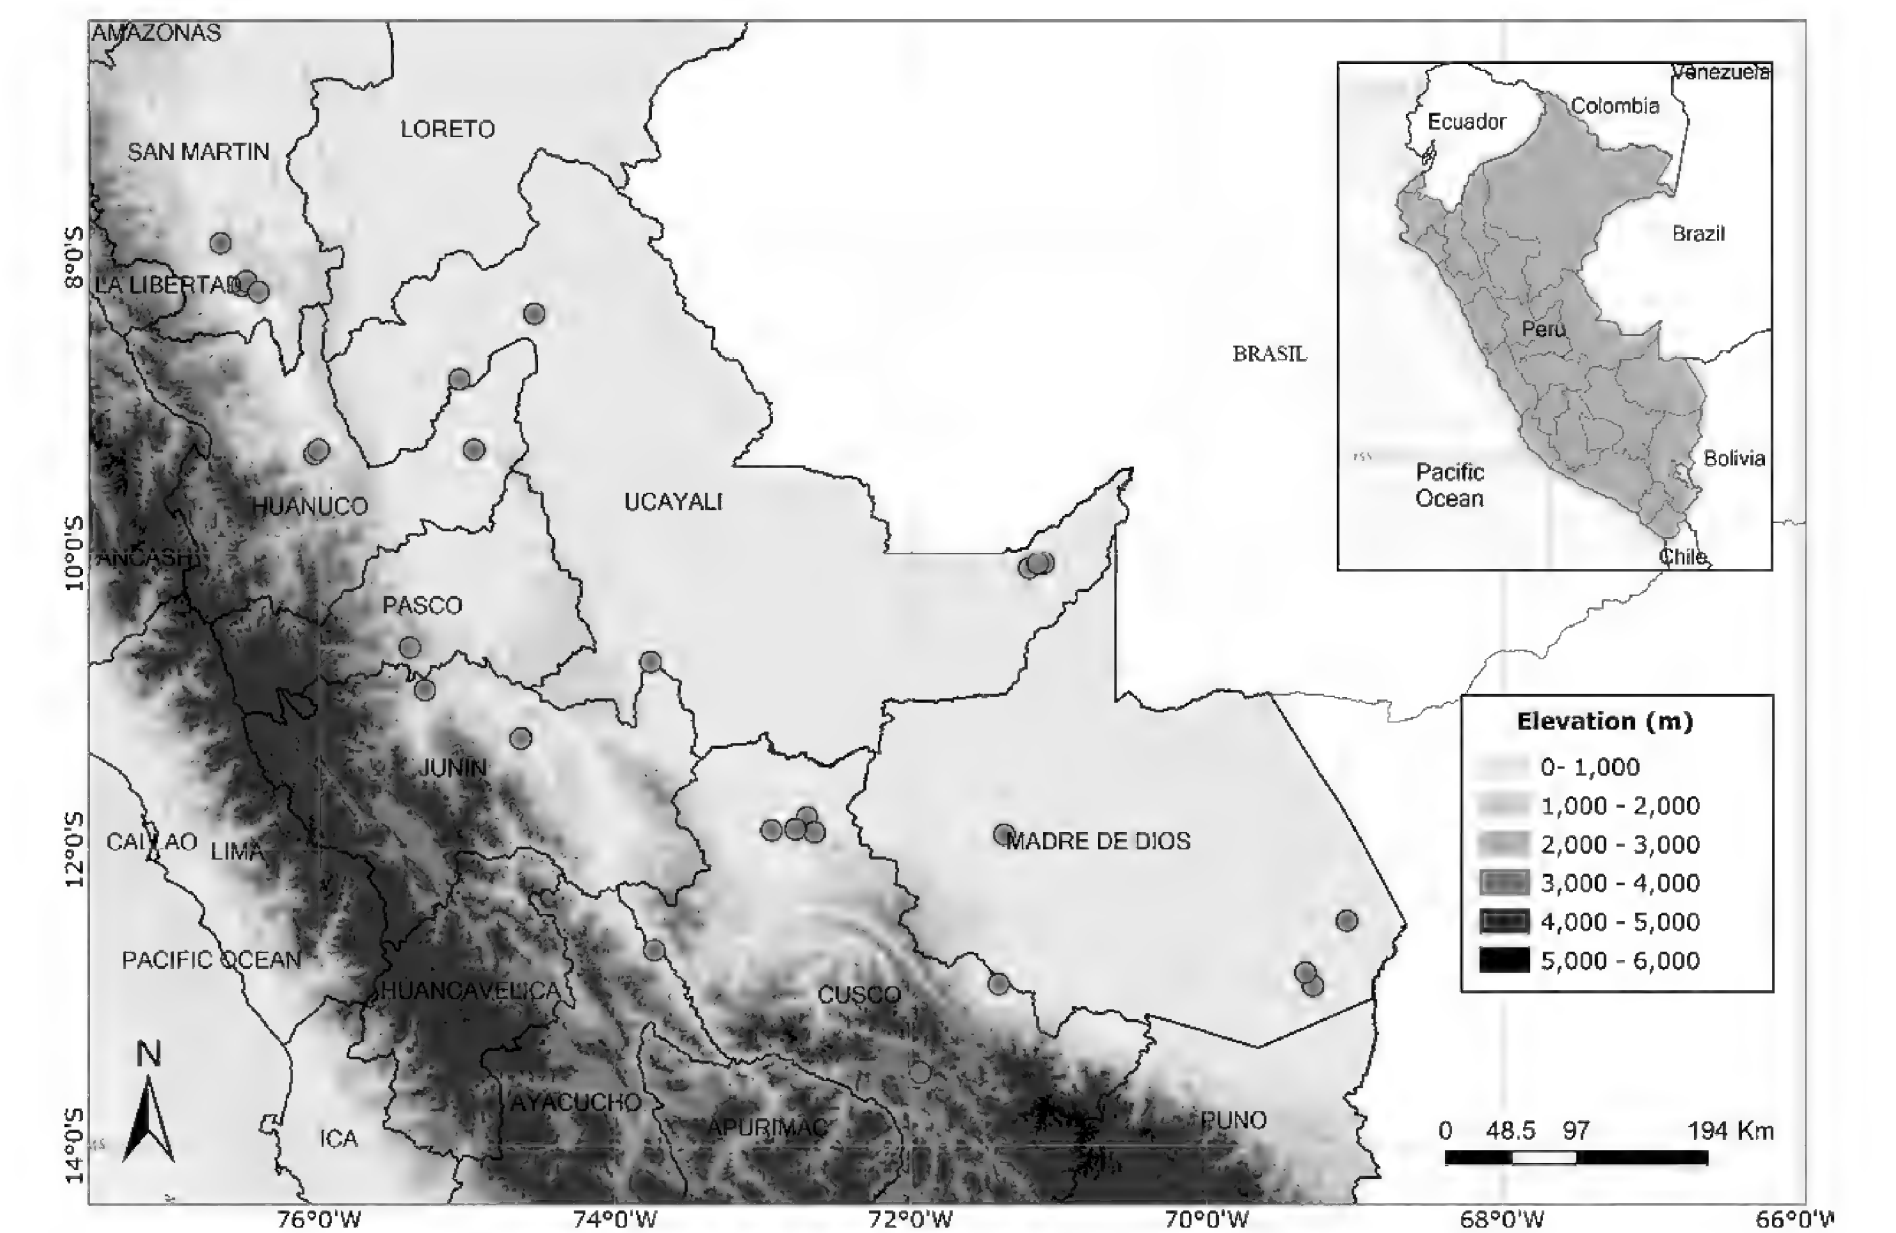 AMAZONAS
LORETO
SAN MARTIN
LA LIBERTAD
HUANUCO
UCAYALI
ANCASH
PASCO
JUNIN
CALLAO
LIMA
MADRE DE DIOS
PACIFIC OCEAN
HUANCAVELICA
CUSCO
AYACUCHO
APURIMAC
ICA
PUNO
BRASIL
N
Venezuela
Colombia
Ecuador
Brazil
Peru
Bolivia
Pacific
Ocean
Chile
Elevation (m)
0- 1,000
1,000 - 2,000
2,000 - 3,000
3,000 - 4,000
4,000 - 5,000
5,000 - 6,000
0 48.5 97 194 Km
8°0'S
10°0'S
12°0'S
14°0'S
76°0'W 74°0'W 72°0'W 70°0'W 68°0'W 66°0'W